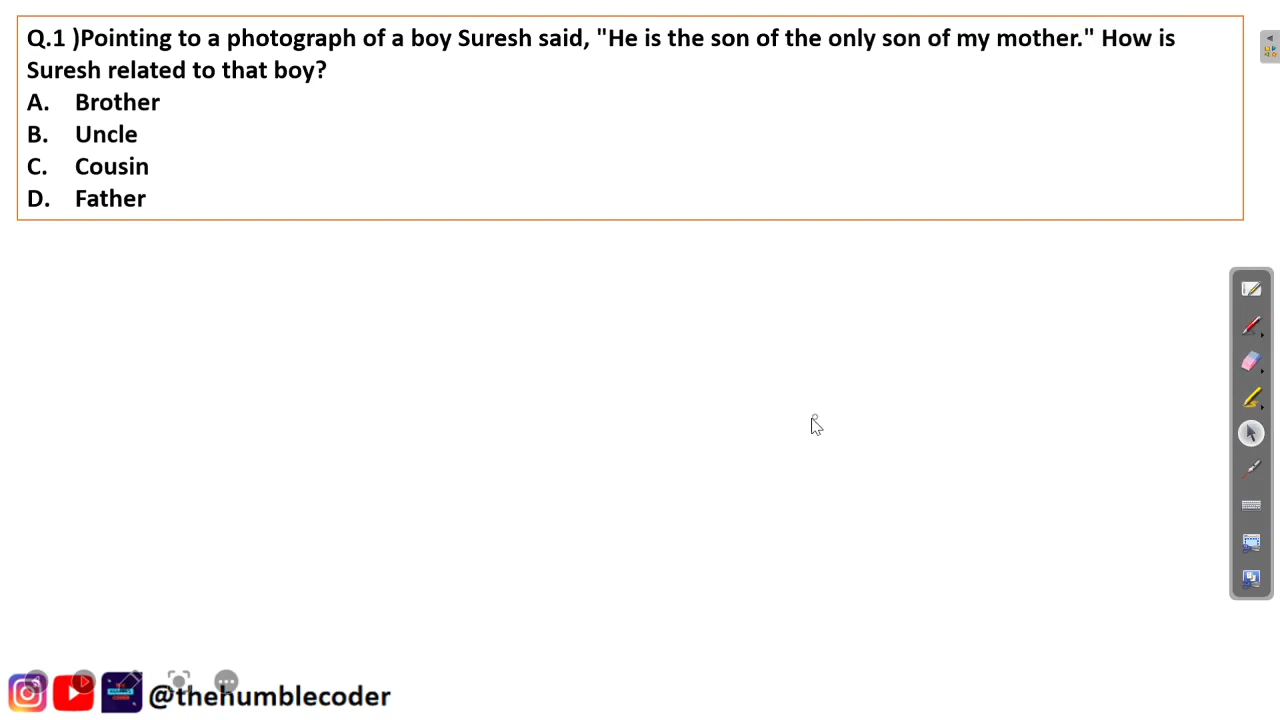 Q.1 )Pointing to a photograph of a boy Suresh said, "He is the son of the only son of my mother." How is
Suresh related to that boy?
A. Brother
B. Uncle
C. Cousin
D. Father
@thehumblecoder